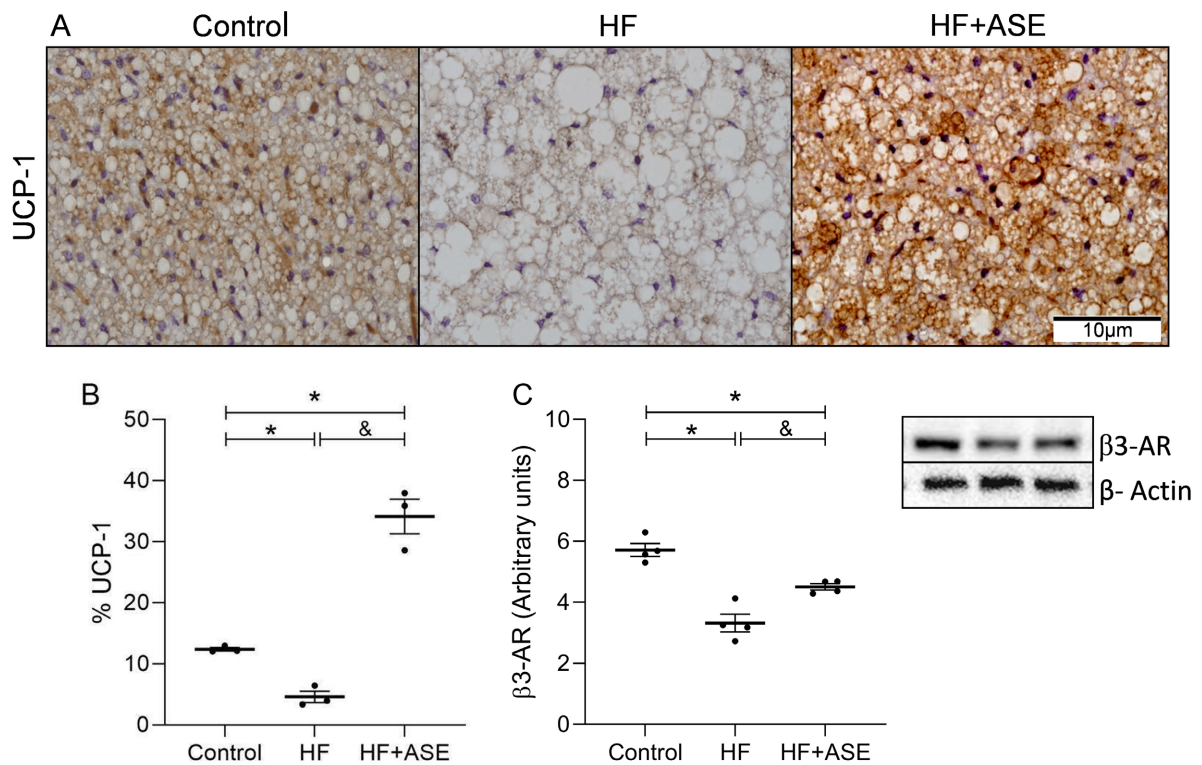 A
Control
HF
HF+ASE
UCP-1
10µm
B
% UCP-1
50
40
30
20
10
0
*
*
&
Control
HF
HF+ASE
C
β3-AR (Arbitrary units)
10
8
6
4
2
0
*
*
&
Control
HF
HF+ASE
β3-AR
β- Actin